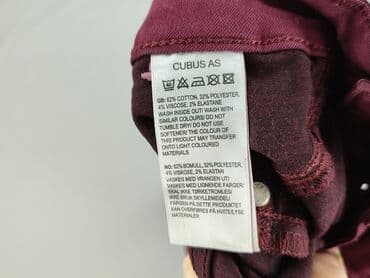 CUBUS AS
GB: 62% COTTON, 32% POLYESTER,
4% VISCOSE, 2% ELASTANE
WASH INSIDE OUT/ WASH WITH
SIMILAR COLOURS/ DO NOT
TUMBLE DRY/ DO NOT USE
SOFTENER/ THE COLOUR OF
THIS PRODUCT MAY TRANSFER
ONTO LIGHT COLOURED
MATERIALS
NO: 62% BOMULL, 32% POLYESTER,
4% VISKOSE, 2% ELASTAN
VASKES MED VRANGEN UT/
VASKES MED LIGNENDE FARGER/
SKAL IKKE TØRKETROMLES/
IKKE BRUK SKYLLEMIDDEL/
FARGEN PÅ DETTE PRODUKTET
KAN OVERFØRES PÅ HVITE/LYSE
MATERIALER